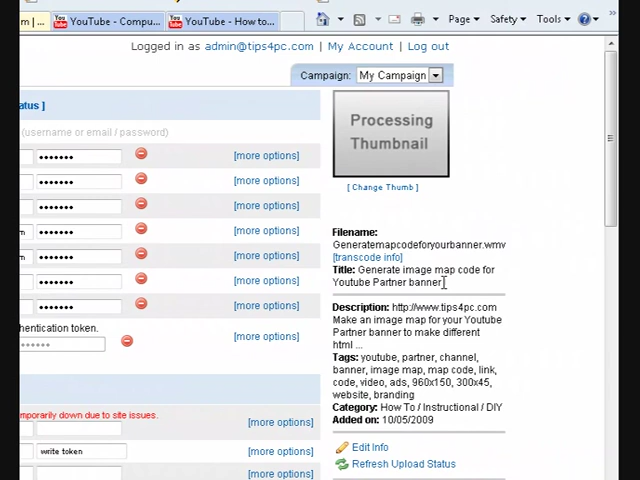 m | ...
YouTube - Compu...
YouTube - How to...
Page
Safety
Tools
Logged in as admin@tips4pc.com | My Account | Log out
Campaign: My Campaign
atus ]
(username or email / password)
[more options]
[more options]
[more options]
m [more options]
m [more options]
[more options]
[more options]
hentication token.
[more options]
mporarily down due to site issues.
[more options]
write token [more options]
[more options]
Processing
Thumbnail
[ Change Thumb ]
Filename:
Generatemapcodeforyourbanner.wmv
[transcode info]
Title: Generate image map code for
Youtube Partner banner
Description: http://www.tips4pc.com
Make an image map for your Youtube
Partner banner to make different
html ...
Tags: youtube, partner, channel,
banner, image map, map code, link,
code, video, ads, 960x150, 300x45,
website, branding
Category: How To / Instructional / DIY
Added on: 10/05/2009
Edit Info
Refresh Upload Status